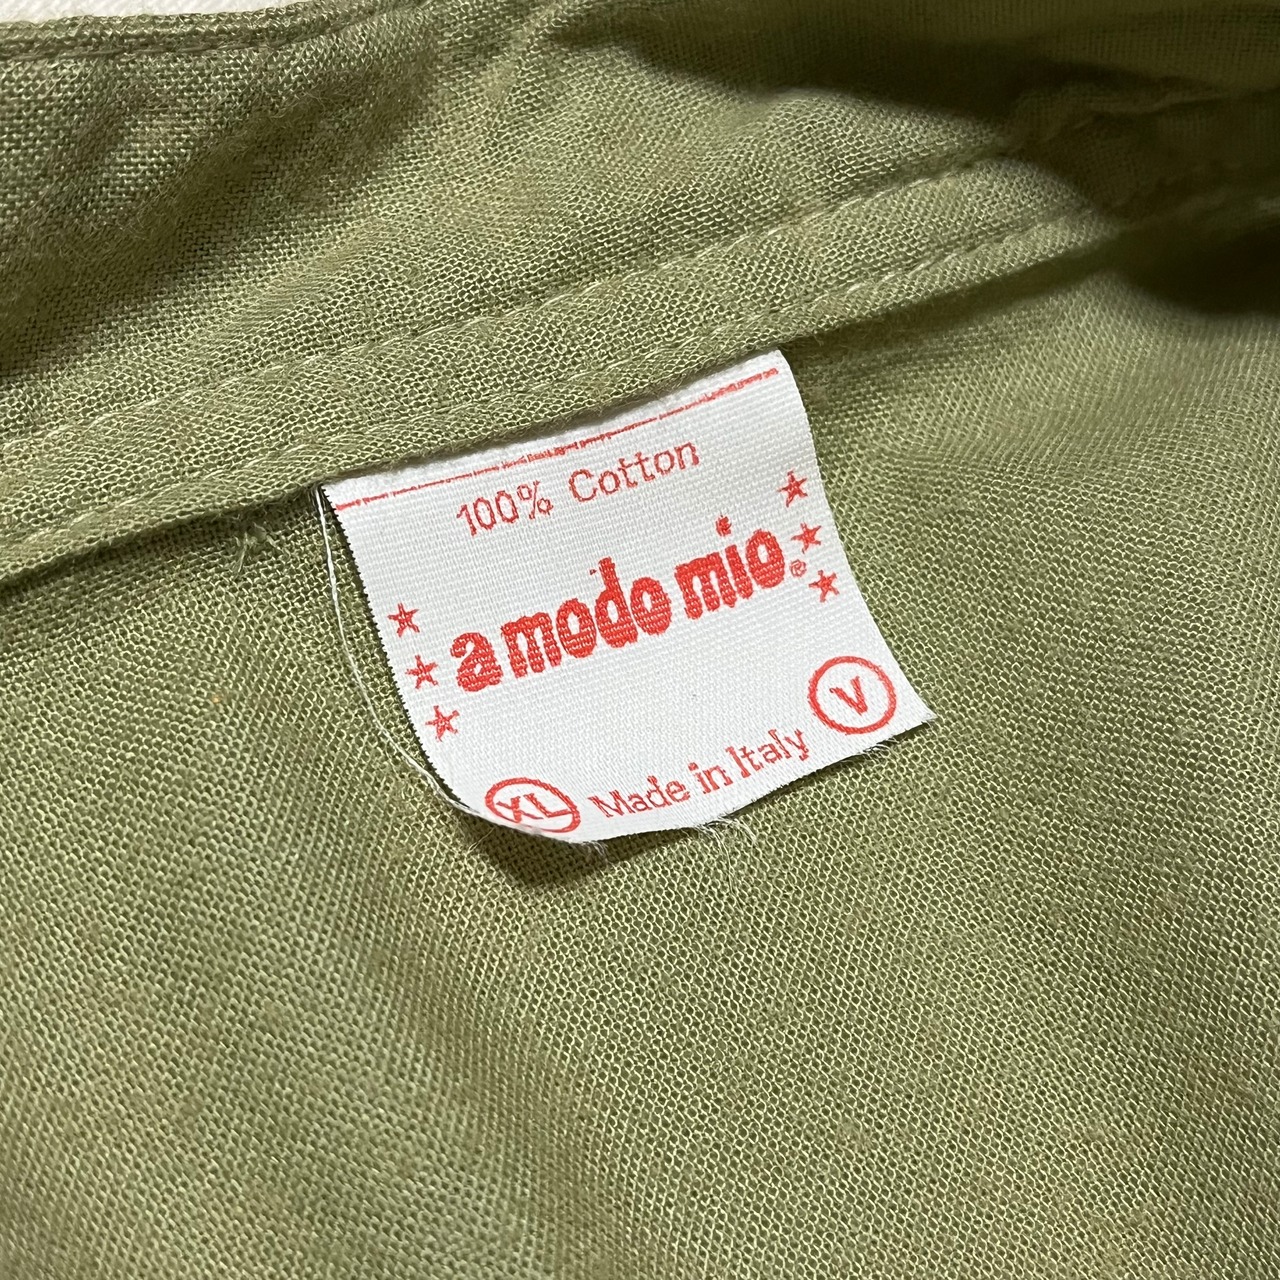 100% Cotton
a modo mio®
V
XL Made in Italy